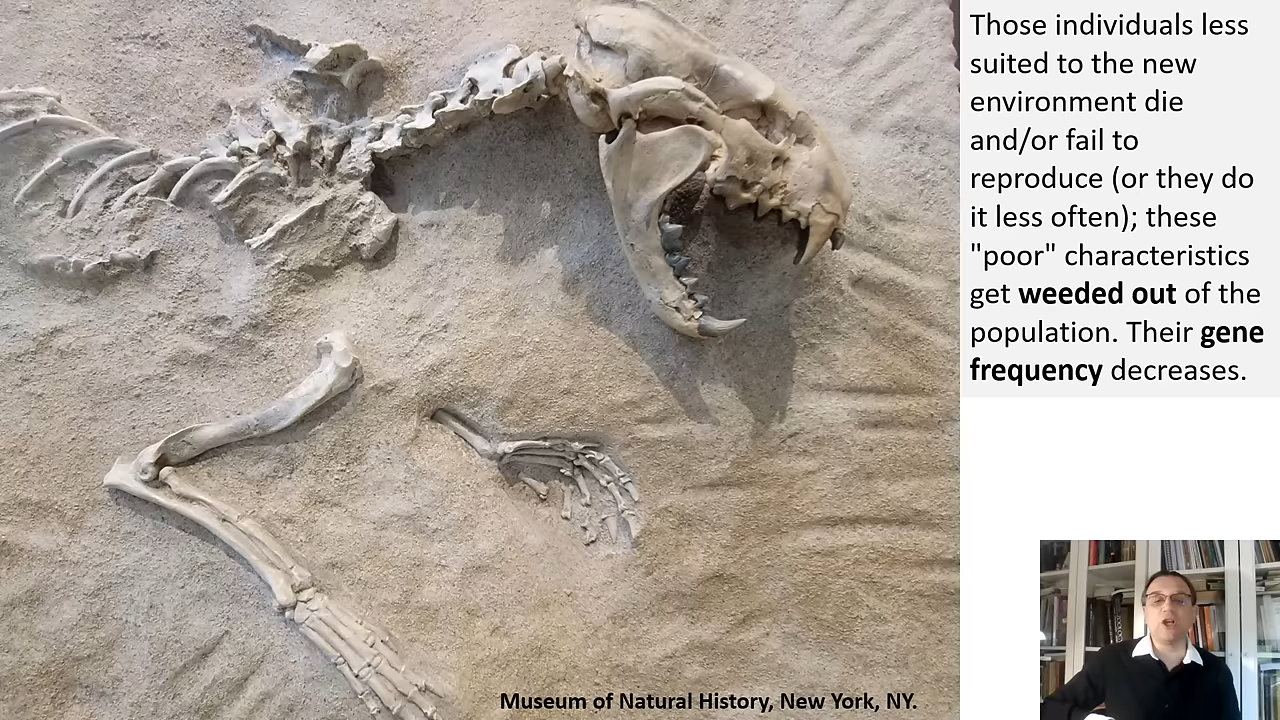 Those individuals less
suited to the new
environment die
and/or fail to
reproduce (or they do
it less often); these
"poor" characteristics
get weeded out of the
population. Their gene
frequency decreases.
Museum of Natural History, New York, NY.